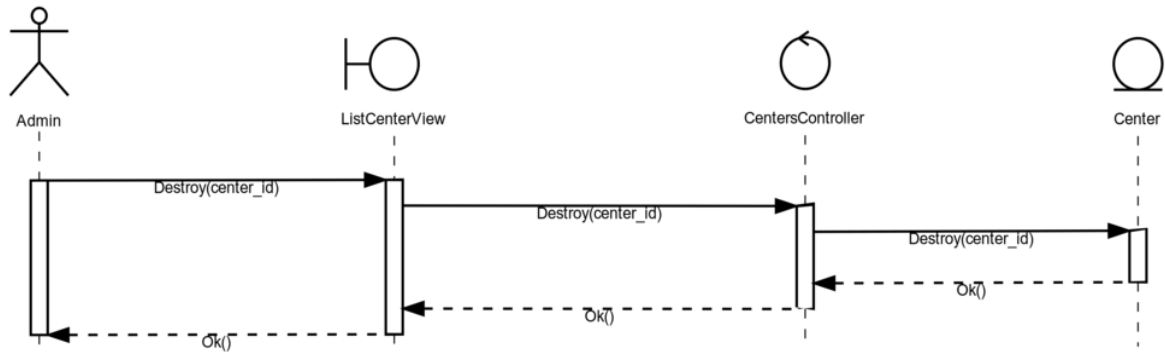 Admin
ListCenterView
CentersController
Center
Destroy(center_id)
Destroy(center_id)
Destroy(center_id)
Ok()
Ok()
Ok()